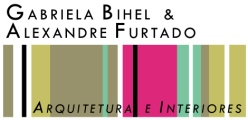 GABRIELA BIHEL &
ALEXANDRE FURTADO
ARQUITETURA E INTERIORES